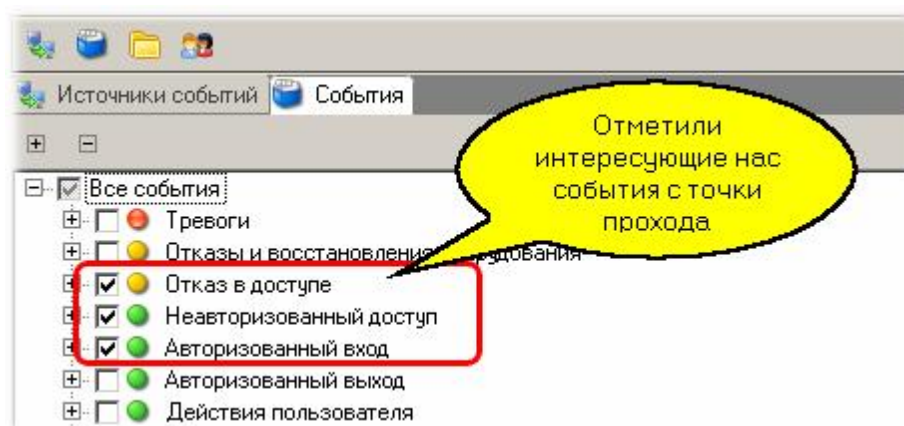 Источники событий События
Отметили
интересующие нас
события с точки
прохода
Все события
Тревоги
Отказы и восстановления
Отказ в доступе
Неавторизованный доступ
Авторизованный вход
Авторизованный выход
Действия пользователя